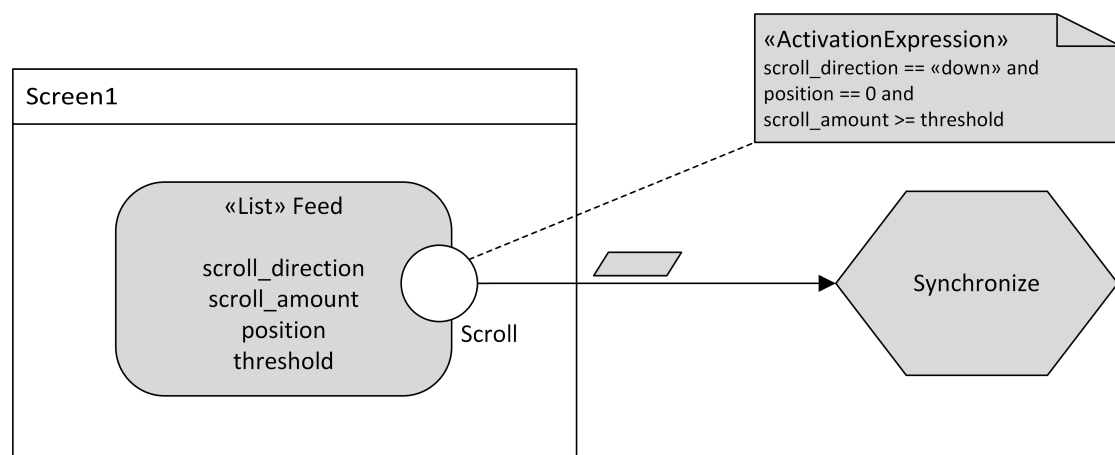 «ActivationExpression»
scroll_direction == «down» and
position == 0 and
scroll_amount >= threshold
Screen1
«List» Feed
scroll_direction
scroll_amount
position
threshold
Scroll
Synchronize